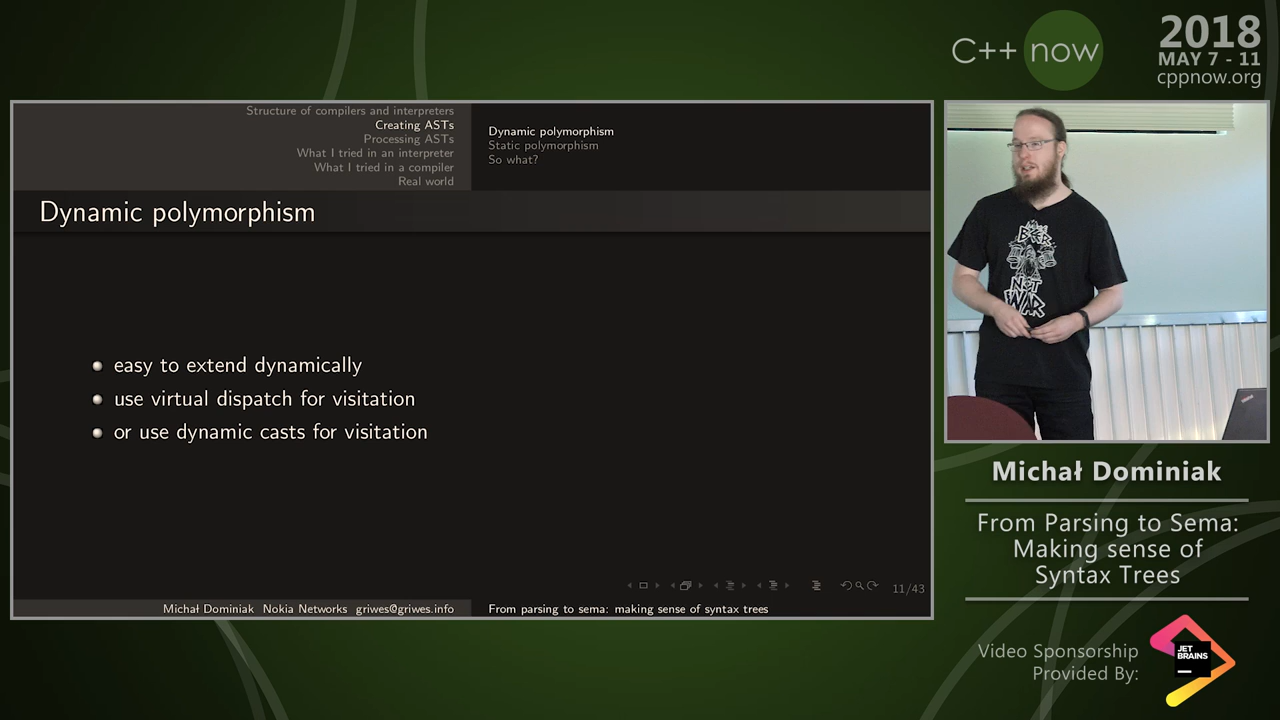 C++ now
2018
MAY 7 - 11
cppnow.org
Structure of compilers and interpreters
Creating ASTs
Processing ASTs
What I tried in an interpreter
What I tried in a compiler
Real world
Dynamic polymorphism
Static polymorphism
So what?
Dynamic polymorphism
easy to extend dynamically
use virtual dispatch for visitation
or use dynamic casts for visitation
11/43
Michał Dominiak Nokia Networks griwes@griwes.info
From parsing to sema: making sense of syntax trees
BEER
NOT
WAR
Michał Dominiak
From Parsing to Sema:
Making sense of
Syntax Trees
Video Sponsorship
Provided By:
JET
BRAINS